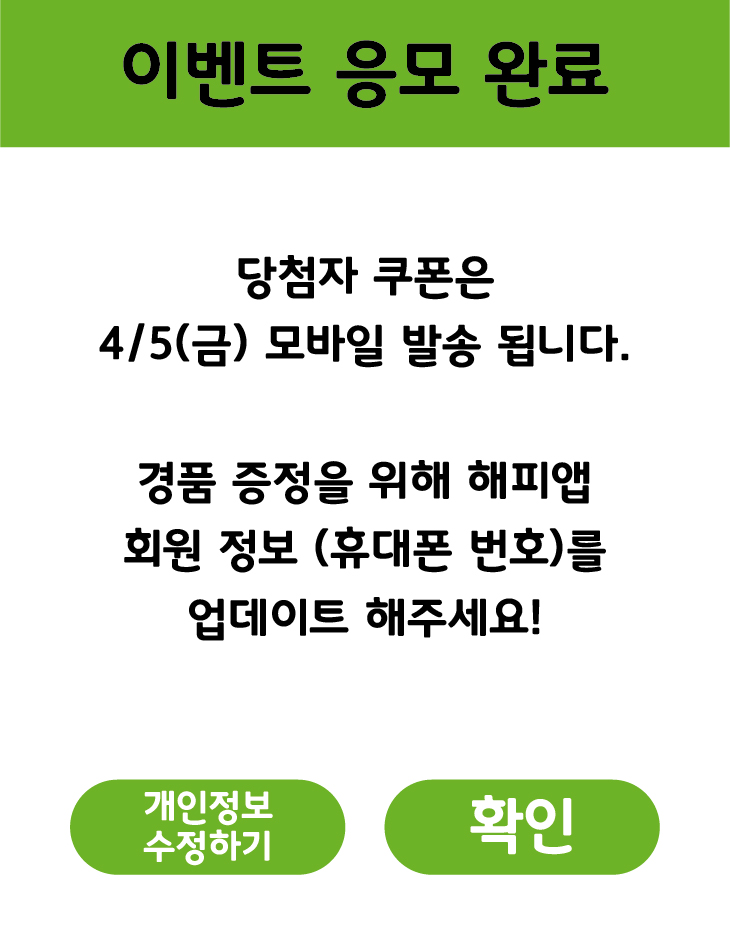 이벤트 응모 완료
당첨자 쿠폰은
4/5(금) 모바일 발송 됩니다.
경품 증정을 위해 해피앱
회원 정보 (휴대폰 번호)를
업데이트 해주세요!
개인정보
수정하기
확인